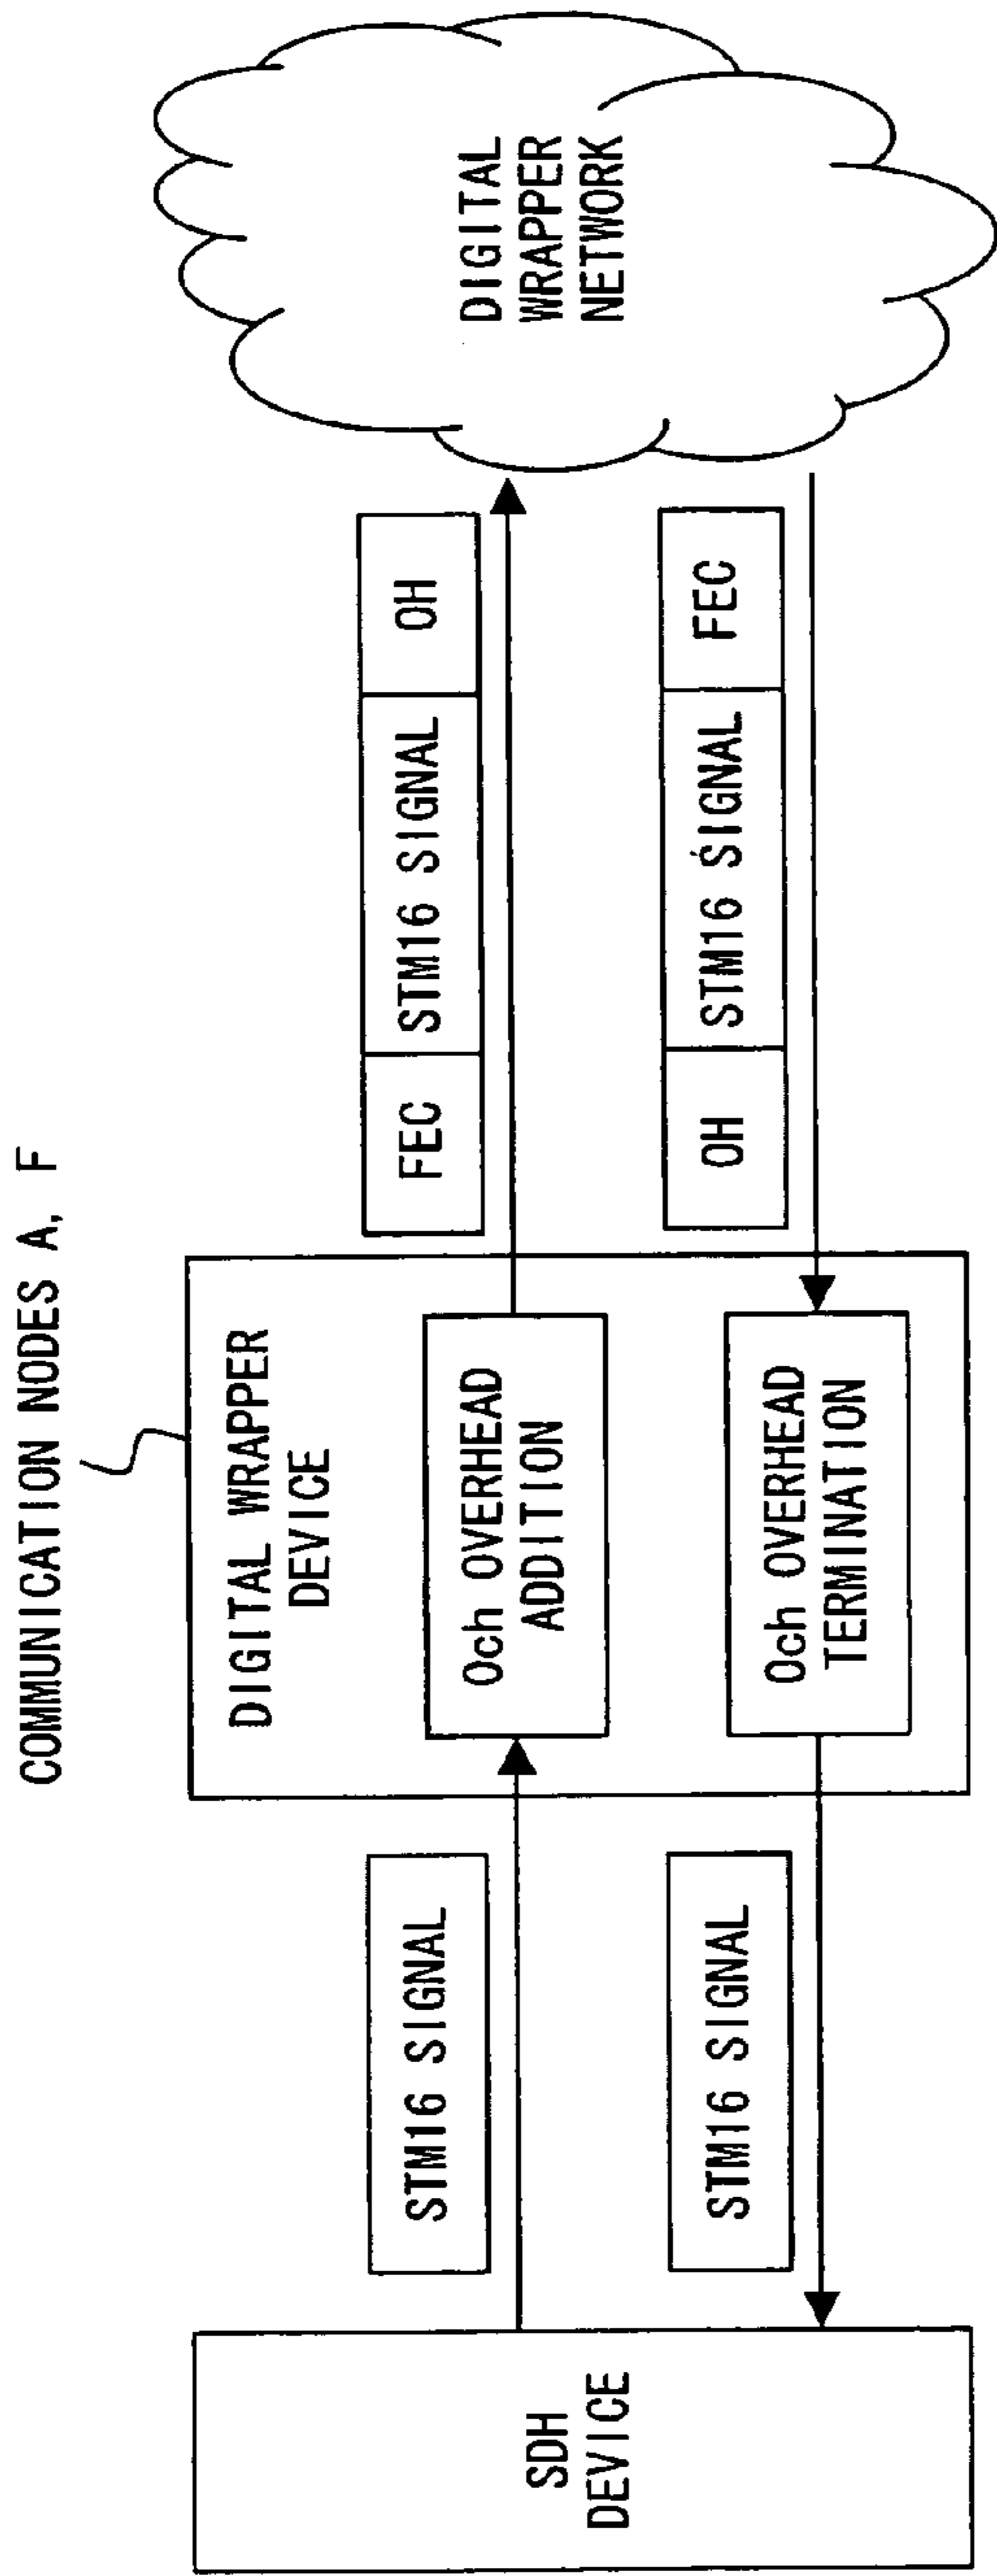 COMMUNICATION NODES A, F
SDH
DEVICE
STM16 SIGNAL
STM16 SIGNAL
DIGITAL WRAPPER
DEVICE
Och OVERHEAD
ADDITION
Och OVERHEAD
TERMINATION
FEC
STM16 SIGNAL
OH
OH
STM16 SIGNAL
FEC
DIGITAL
WRAPPER
NETWORK